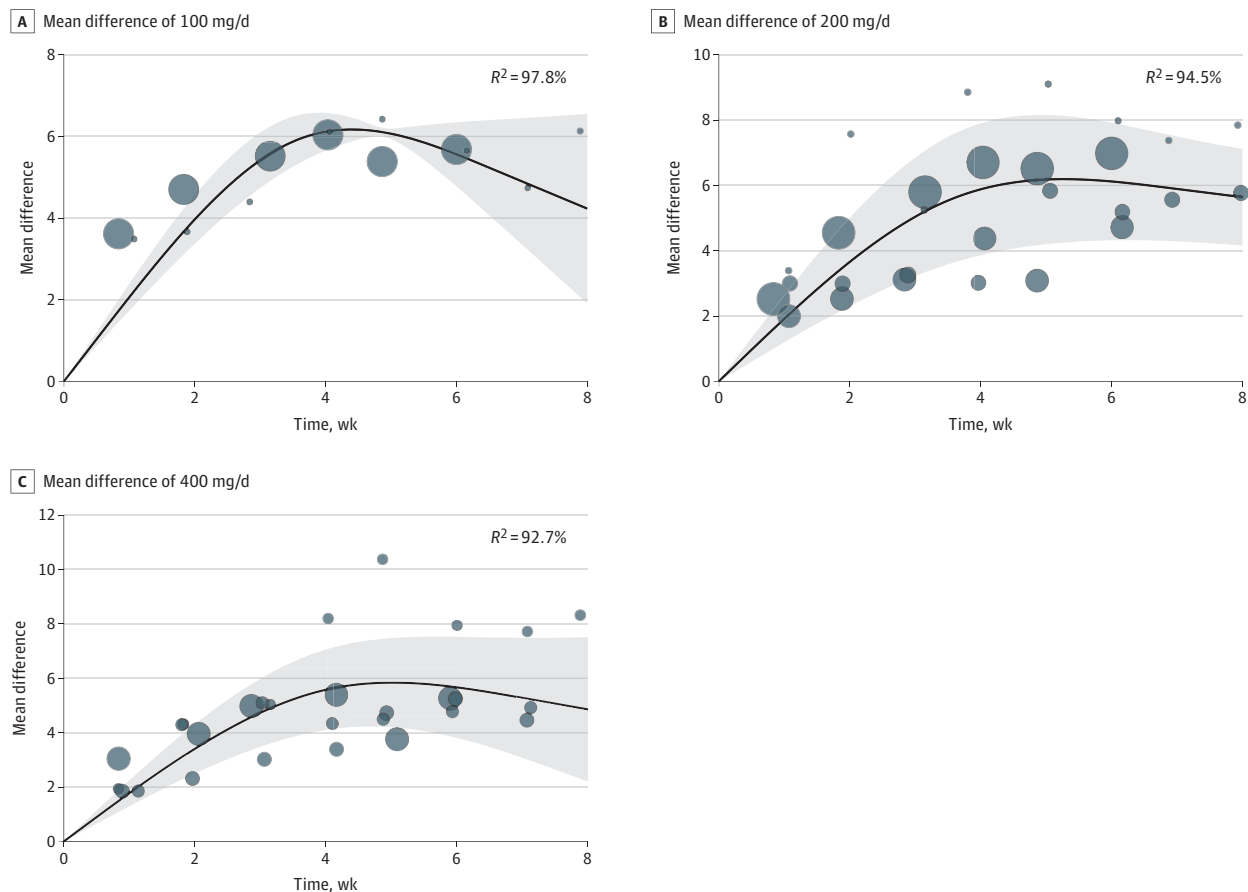 A Mean difference of 100 mg/d
8
6
4
2
0
Mean difference
R2 = 97.8%
0 2 4 6 8
Time, wk
B Mean difference of 200 mg/d
10
8
6
4
2
0
Mean difference
R2 = 94.5%
0 2 4 6 8
Time, wk
C Mean difference of 400 mg/d
12
10
8
6
4
2
0
Mean difference
R2 = 92.7%
0 2 4 6 8
Time, wk